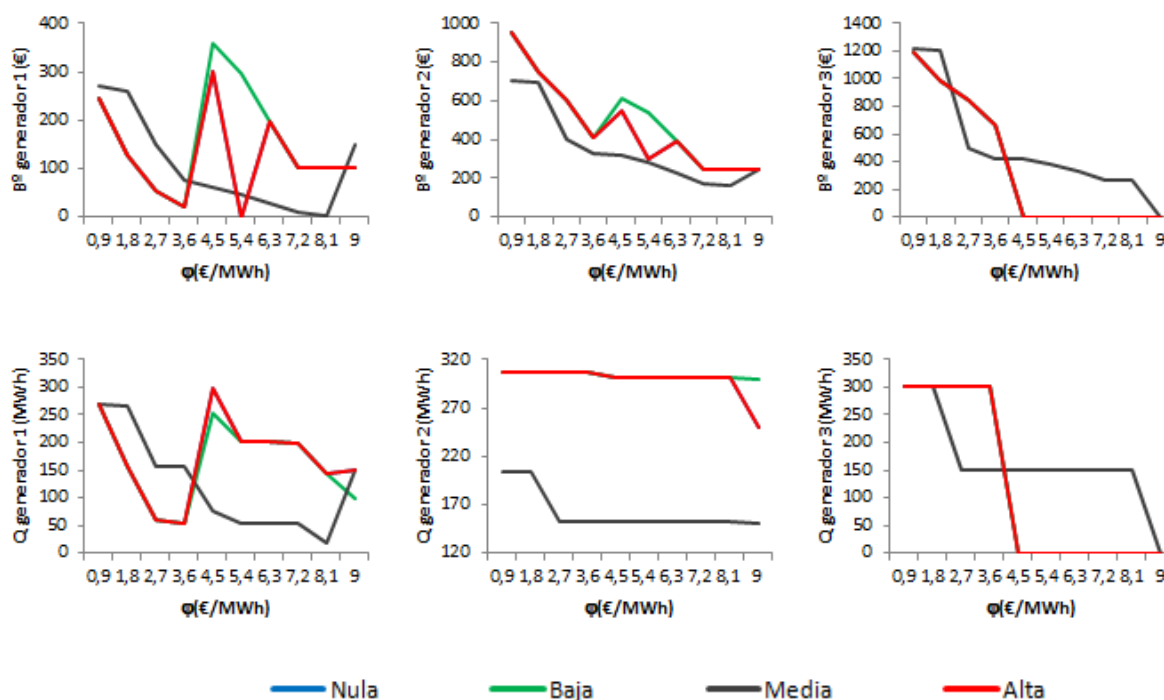 Bº generador 1 (€)
400
300
200
100
0
0,9 1,8 2,7 3,6 4,5 5,4 6,3 7,2 8,1 9
φ(€/MWh)
Bº generador 2 (€)
1000
800
600
400
200
0
0,9 1,8 2,7 3,6 4,5 5,4 6,3 7,2 8,1 9
φ(€/MWh)
Bº generador 3 (€)
1400
1200
1000
800
600
400
200
0
0,9 1,8 2,7 3,6 4,5 5,4 6,3 7,2 8,1 9
φ(€/MWh)
Q generador 1 (MWh)
350
300
250
200
150
100
50
0
0,9 1,8 2,7 3,6 4,5 5,4 6,3 7,2 8,1 9
φ(€/MWh)
Q generador 2 (MWh)
320
270
220
170
120
0,9 1,8 2,7 3,6 4,5 5,4 6,3 7,2 8,1 9
φ(€/MWh)
Q generador 3 (MWh)
350
300
250
200
150
100
50
0
0,9 1,8 2,7 3,6 4,5 5,4 6,3 7,2 8,1 9
φ(€/MWh)
Nula Baja Media Alta